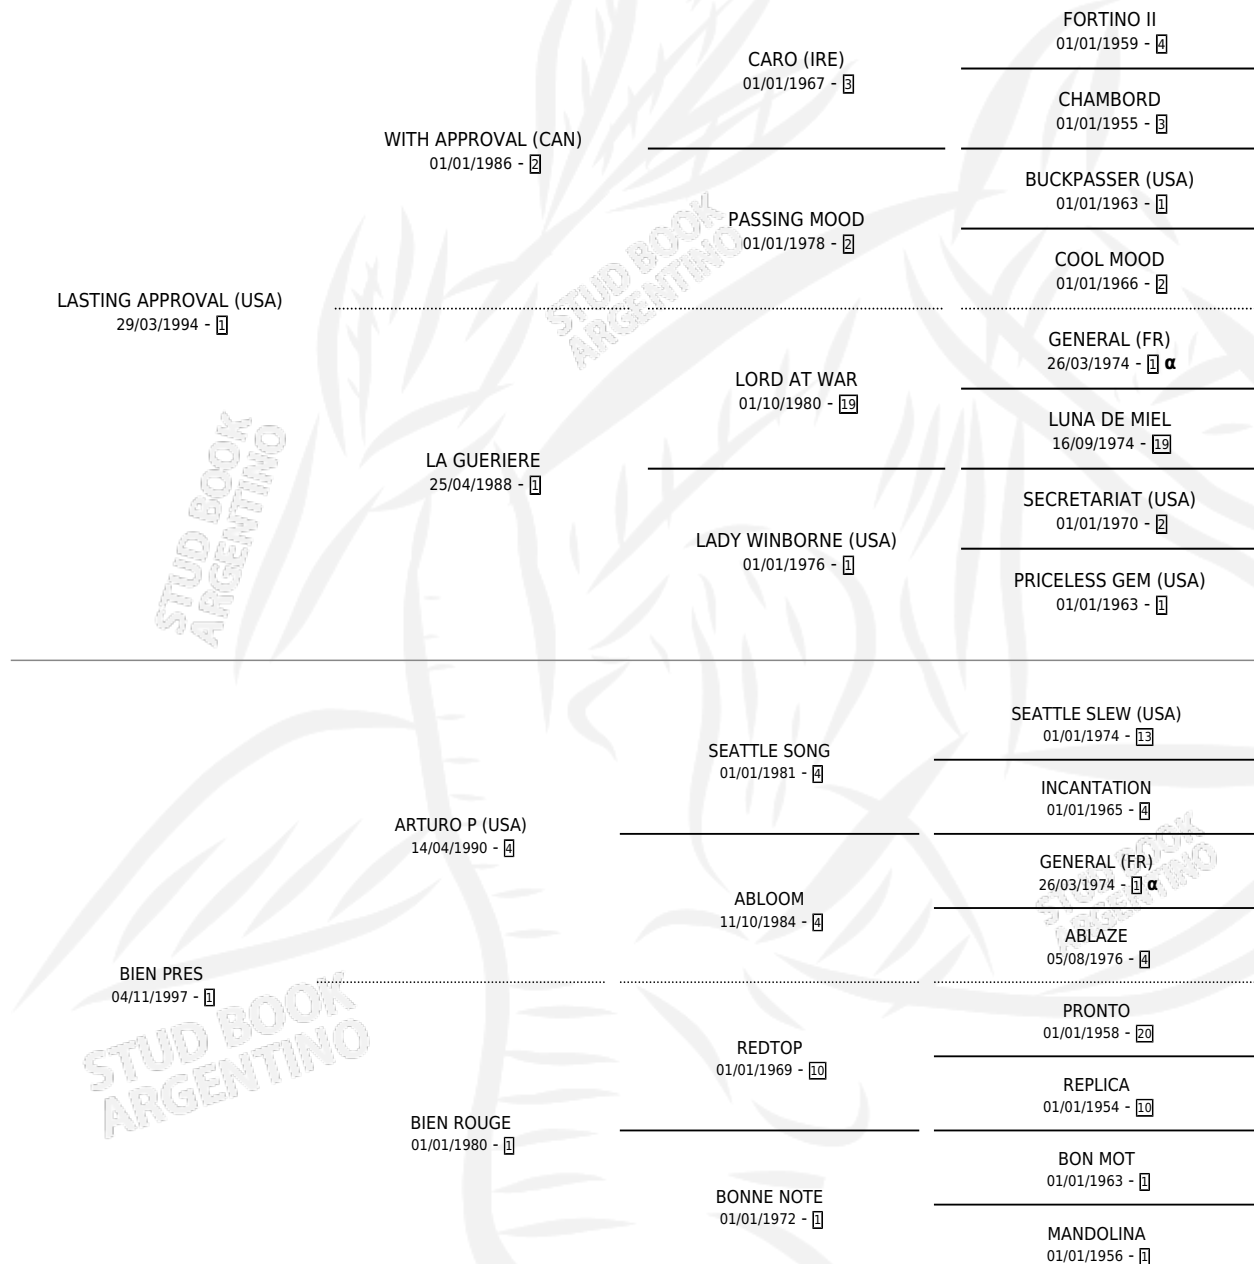 FORTINO II
01/01/1959 - 4
CARO (IRE)
01/01/1967 - 3
CHAMBORD
01/01/1955 - 3
WITH APPROVAL (CAN)
01/01/1986 - 2
BUCKPASSER (USA)
01/01/1963 - 1
PASSING MOOD
01/01/1978 - 2
COOL MOOD
01/01/1966 - 2
LASTING APPROVAL (USA)
29/03/1994 - 1
GENERAL (FR)
26/03/1974 - 1 α
LORD AT WAR
01/10/1980 - 19
LUNA DE MIEL
16/09/1974 - 19
LA GUERIERE
25/04/1988 - 1
SECRETARIAT (USA)
01/01/1970 - 2
LADY WINBORNE (USA)
01/01/1976 - 1
PRICELESS GEM (USA)
01/01/1963 - 1
SEATTLE SLEW (USA)
01/01/1974 - 13
SEATTLE SONG
01/01/1981 - 4
INCANTATION
01/01/1965 - 4
ARTURO P (USA)
14/04/1990 - 4
GENERAL (FR)
26/03/1974 - 1 α
ABLOOM
11/10/1984 - 4
ABLAZE
05/08/1976 - 4
BIEN PRES
04/11/1997 - 1
PRONTO
01/01/1958 - 20
REDTOP
01/01/1969 - 10
REPLICA
01/01/1954 - 10
BIEN ROUGE
01/01/1980 - 1
BON MOT
01/01/1963 - 1
BONNE NOTE
01/01/1972 - 1
MANDOLINA
01/01/1956 - 1
STUD BOOK
ARGENTINO
STUD BOOK
ARGENTINO
STUD BOOK
ARGENTINO
STUD BOOK
ARGENTINO